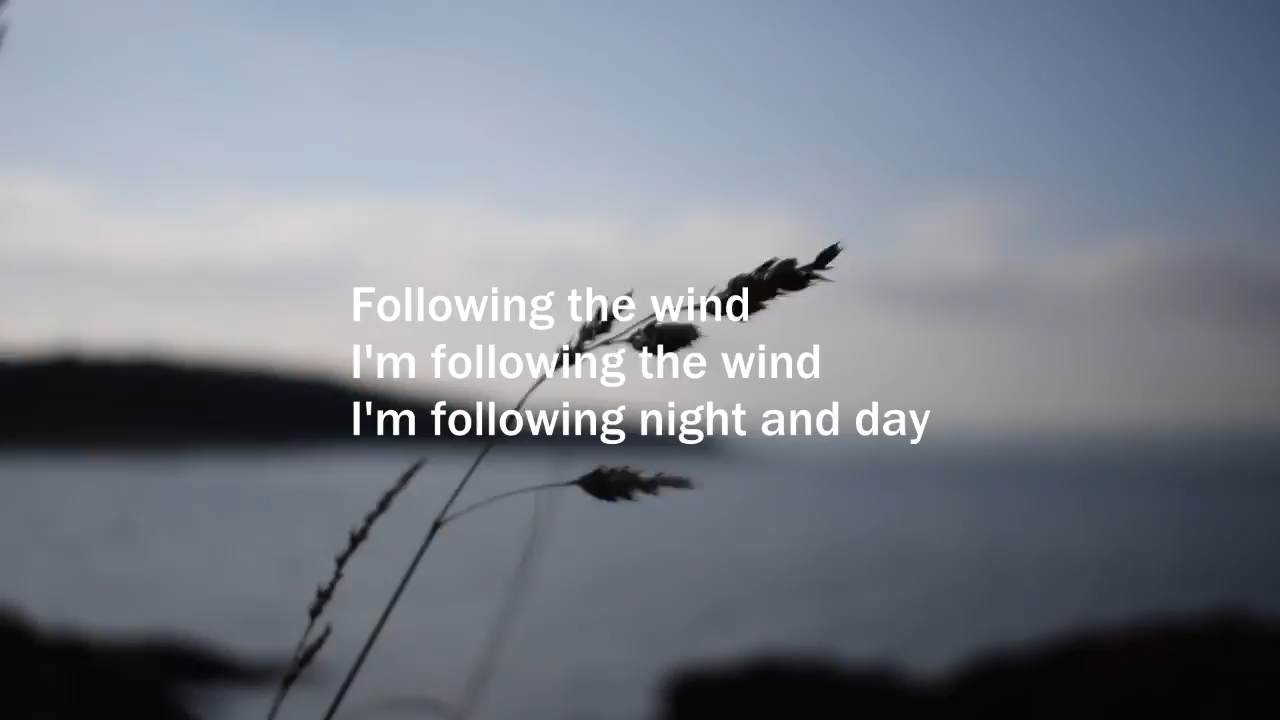 Following the wind
I'm following the wind
I'm following night and day